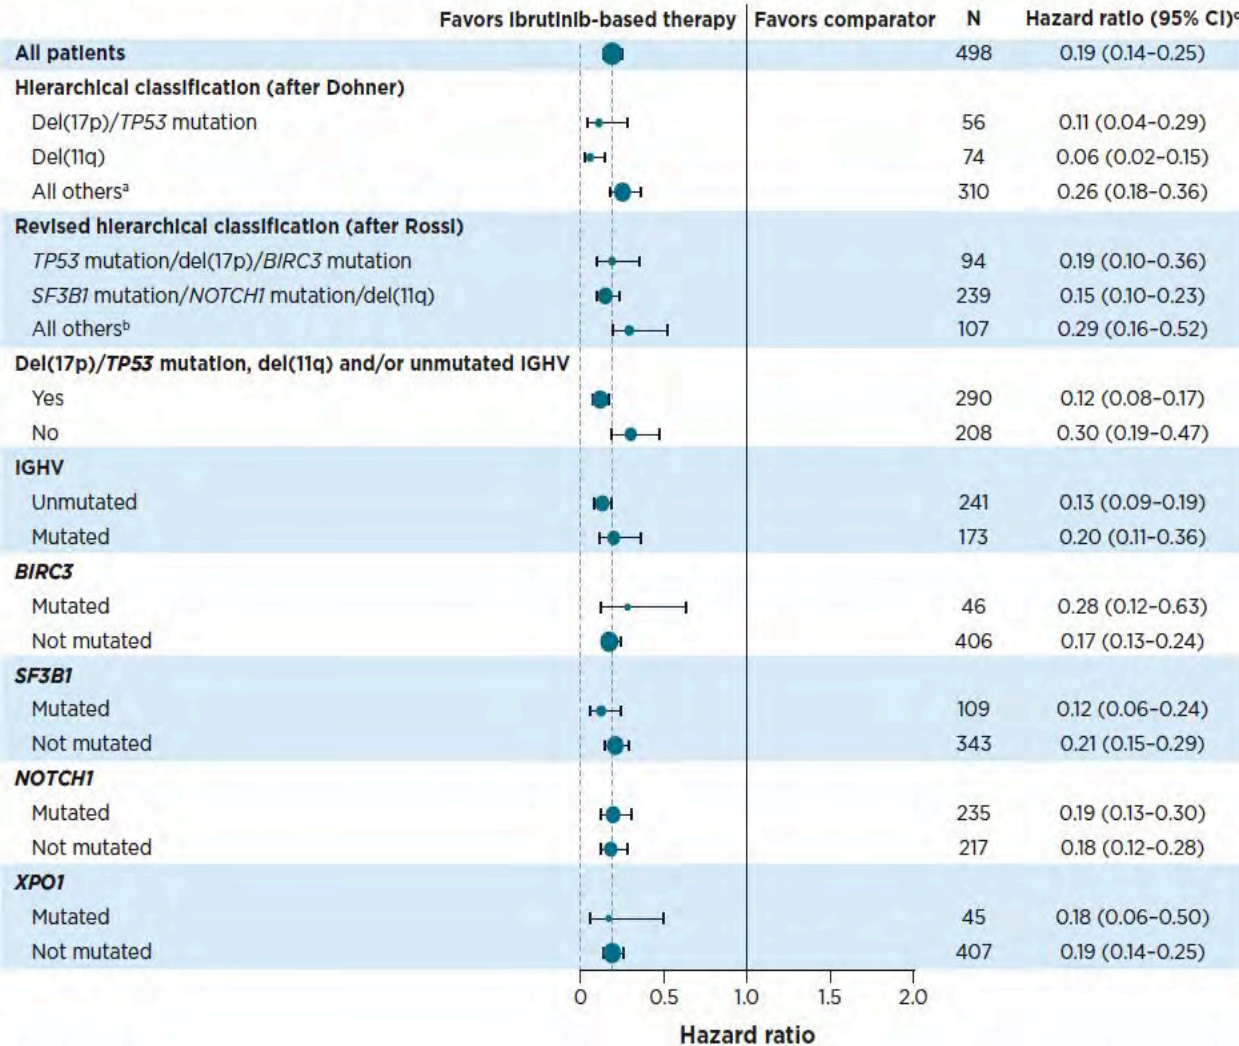 Favors ibrutinib-based therapy Favors comparator N Hazard ratio (95% CI)c
All patients 498 0.19 (0.14–0.25)
Hierarchical classification (after Dohner)
Del(17p)/TP53 mutation 56 0.11 (0.04–0.29)
Del(11q) 74 0.06 (0.02–0.15)
All othersa 310 0.26 (0.18–0.36)
Revised hierarchical classification (after Rossi)
TP53 mutation/del(17p)/BIRC3 mutation 94 0.19 (0.10–0.36)
SF3B1 mutation/NOTCH1 mutation/del(11q) 239 0.15 (0.10–0.23)
All othersb 107 0.29 (0.16–0.52)
Del(17p)/TP53 mutation, del(11q) and/or unmutated IGHV
Yes 290 0.12 (0.08–0.17)
No 208 0.30 (0.19–0.47)
IGHV
Unmutated 241 0.13 (0.09–0.19)
Mutated 173 0.20 (0.11–0.36)
BIRC3
Mutated 46 0.28 (0.12–0.63)
Not mutated 406 0.17 (0.13–0.24)
SF3B1
Mutated 109 0.12 (0.06–0.24)
Not mutated 343 0.21 (0.15–0.29)
NOTCH1
Mutated 235 0.19 (0.13–0.30)
Not mutated 217 0.18 (0.12–0.28)
XPO1
Mutated 45 0.18 (0.06–0.50)
Not mutated 407 0.19 (0.14–0.25)
0 0.5 1.0 1.5 2.0
Hazard ratio